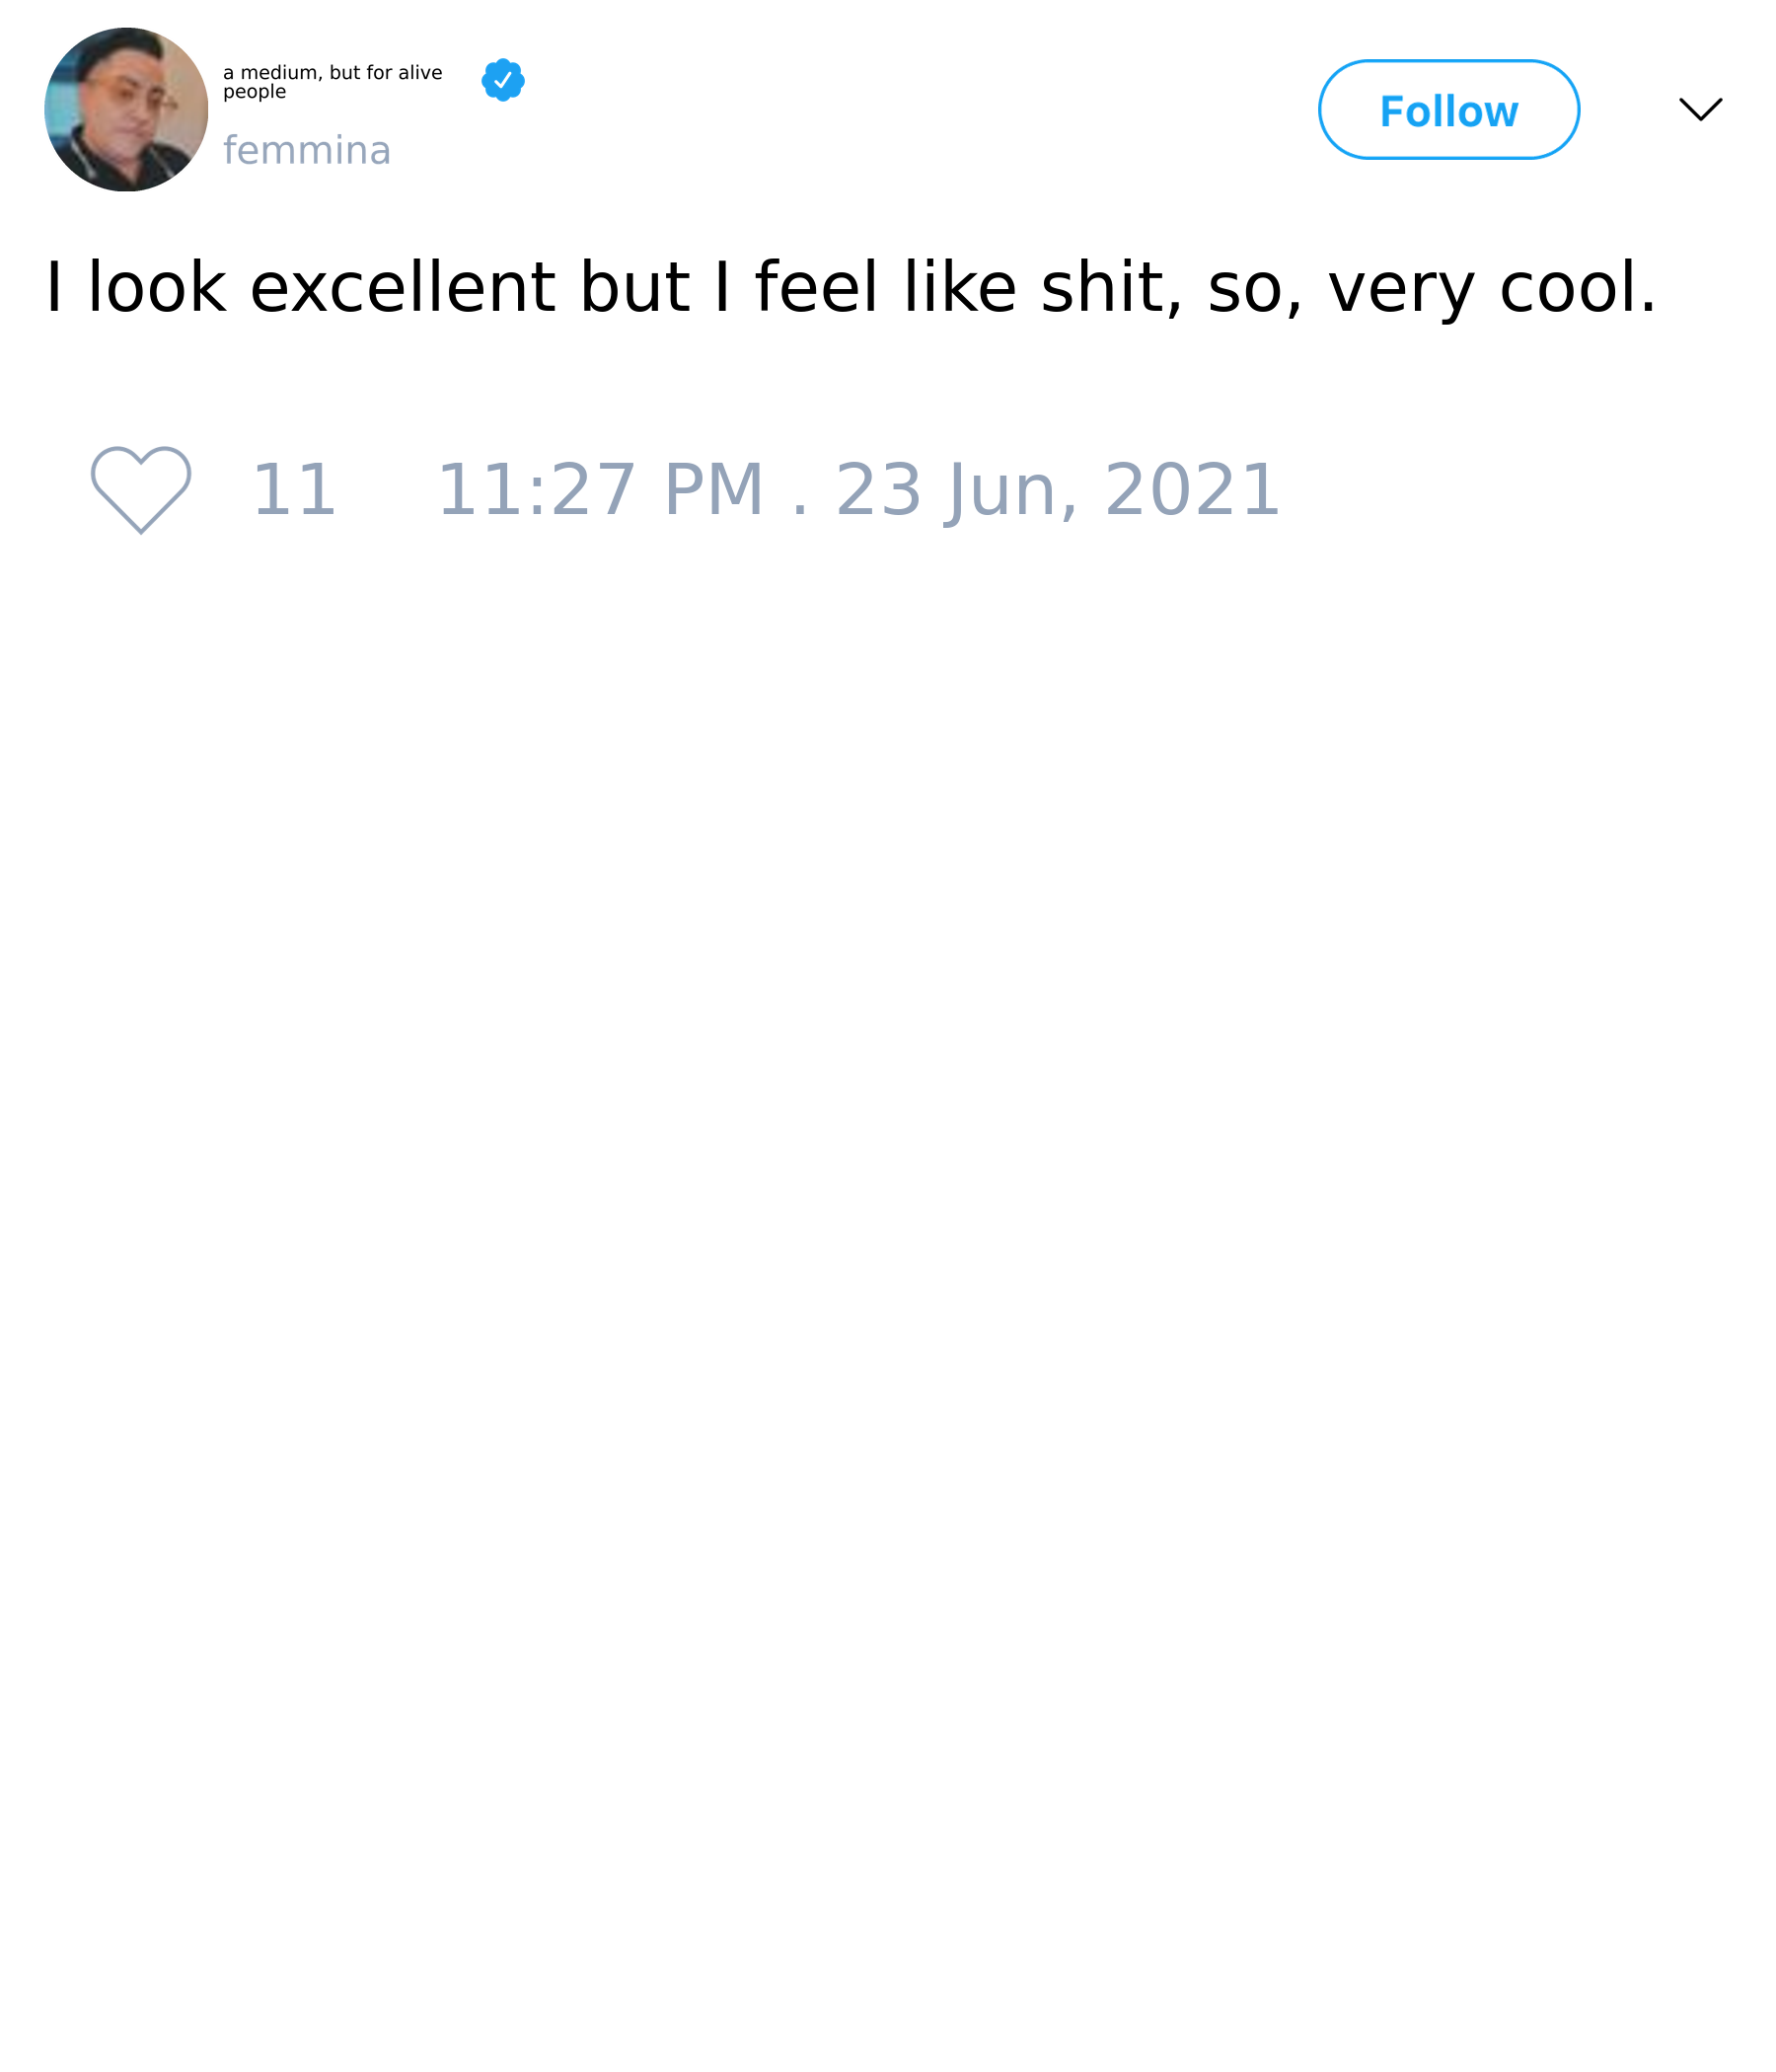 a medium, but for alive
people
femmina
Follow
I look excellent but I feel like shit, so, very cool.
11 11:27 PM . 23 Jun, 2021